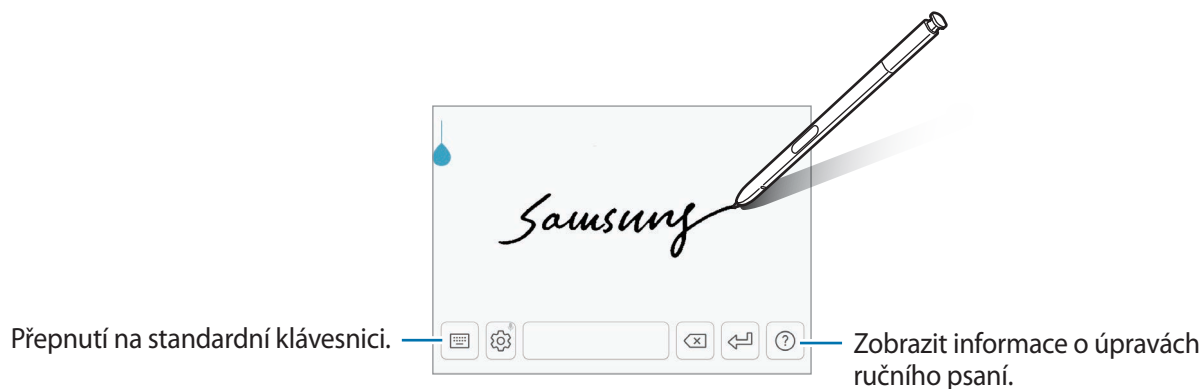 Samsung
Přepnutí na standardní klávesnici.
Zobrazit informace o úpravách
ručního psaní.